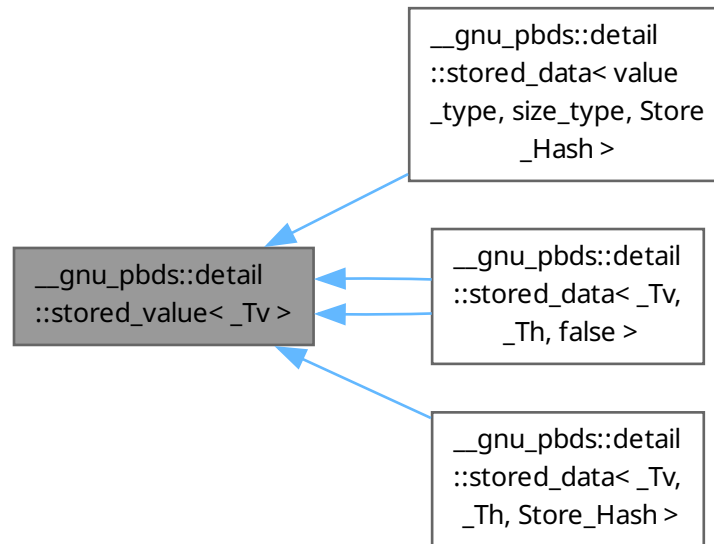 __gnu_pbds::detail
::stored_value< _Tv >
__gnu_pbds::detail
::stored_data< value
_type, size_type, Store
_Hash >
__gnu_pbds::detail
::stored_data< _Tv,
_Th, false >
__gnu_pbds::detail
::stored_data< _Tv,
_Th, Store_Hash >